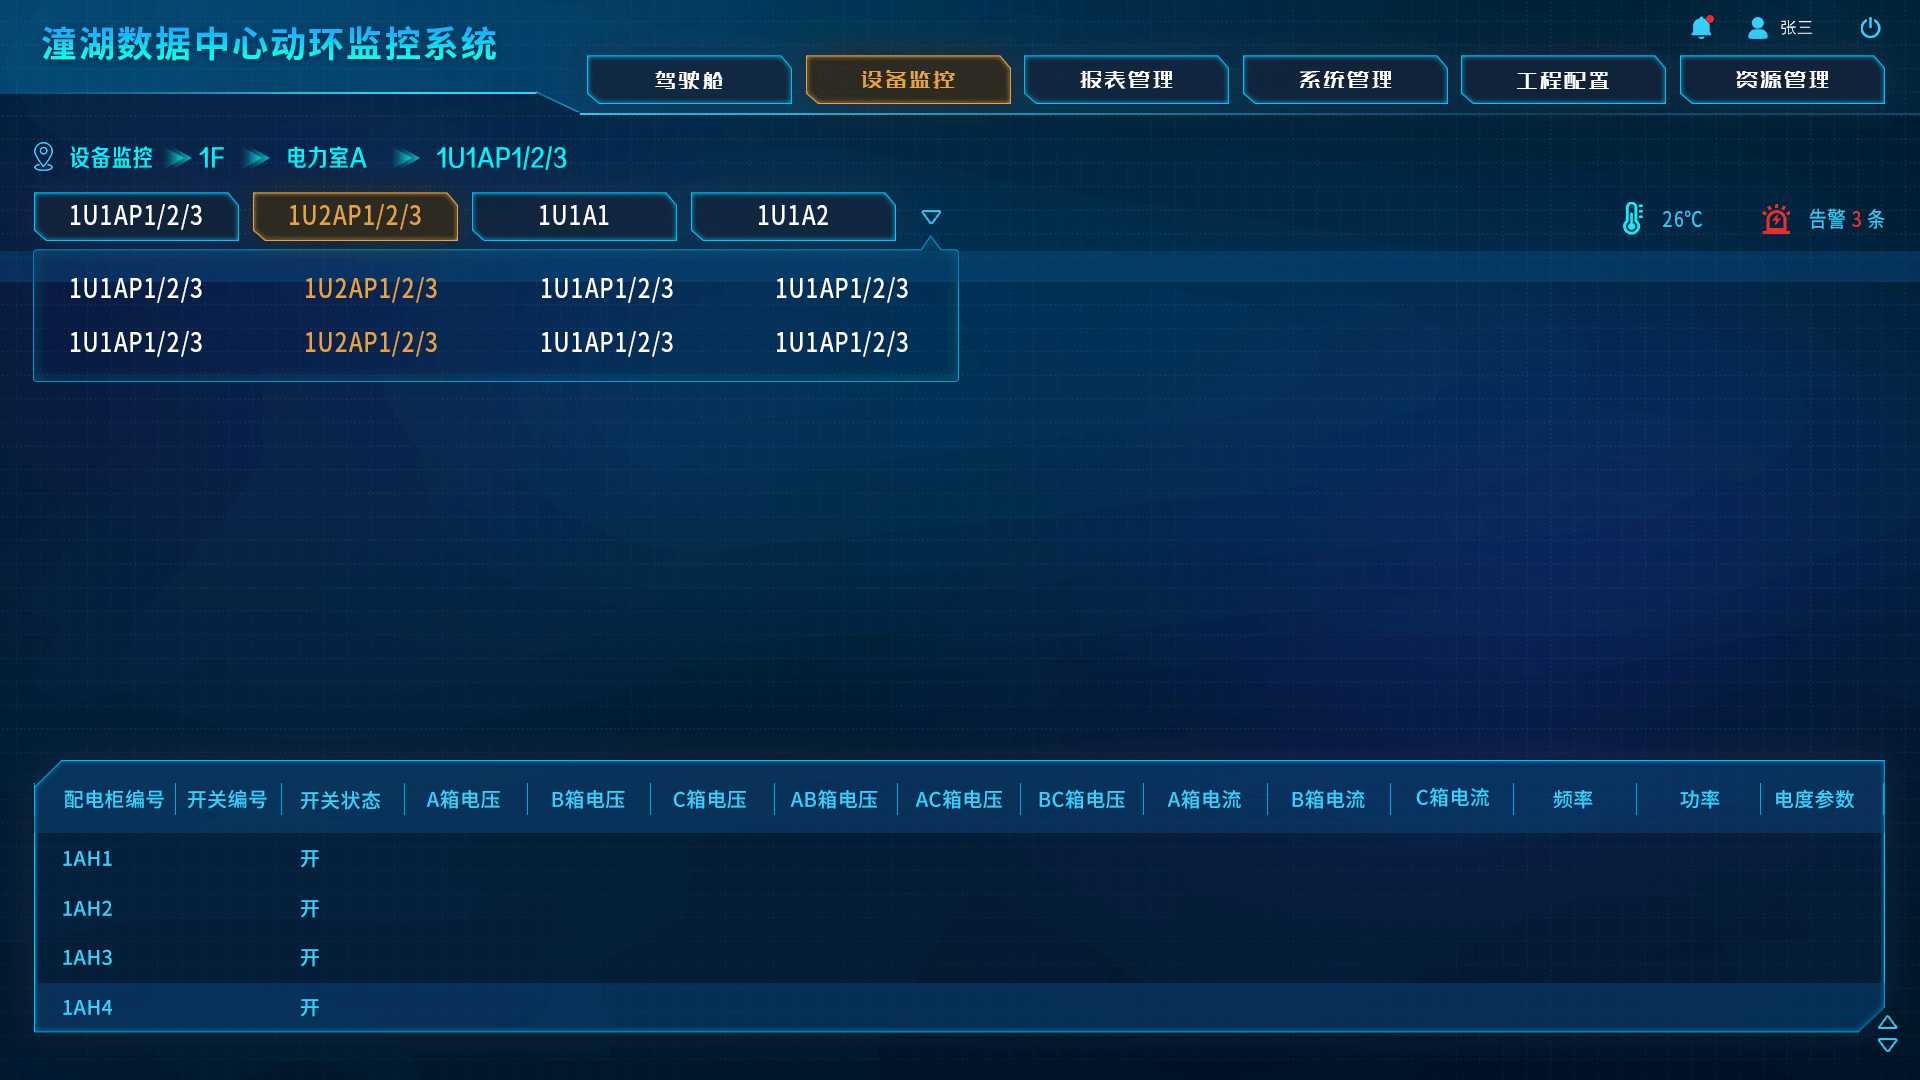 潼湖数据中心动环监控系统
张三
驾驶舱 设备监控 报表管理 系统管理 工程配置 资源管理
设备监控 1F 电力室A 1U1AP1/2/3
1U1AP1/2/3 1U2AP1/2/3 1U1A1 1U1A2
26℃ 告警 3 条
1U1AP1/2/3 1U2AP1/2/3 1U1AP1/2/3 1U1AP1/2/3
1U1AP1/2/3 1U2AP1/2/3 1U1AP1/2/3 1U1AP1/2/3
配电柜编号 开关编号 开关状态 A箱电压 B箱电压 C箱电压 AB箱电压 AC箱电压 BC箱电压 A箱电流 B箱电流 C箱电流 频率 功率 电度参数
1AH1 开
1AH2 开
1AH3 开
1AH4 开